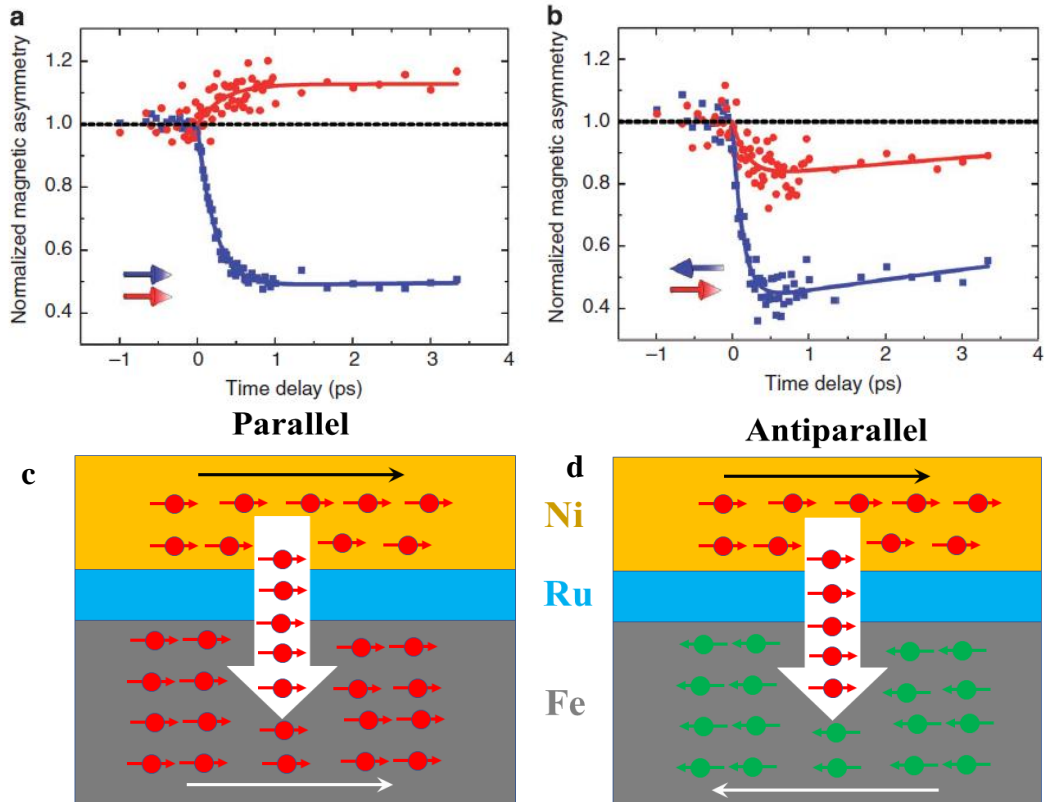 a
Normalized magnetic asymmetry
1.2
1.0
0.8
0.6
0.4
−1
0
1
2
3
4
Time delay (ps)
Parallel
b
Normalized magnetic asymmetry
1.2
1.0
0.8
0.6
0.4
−1
0
1
2
3
4
Time delay (ps)
Antiparallel
c
d
Ni
Ru
Fe